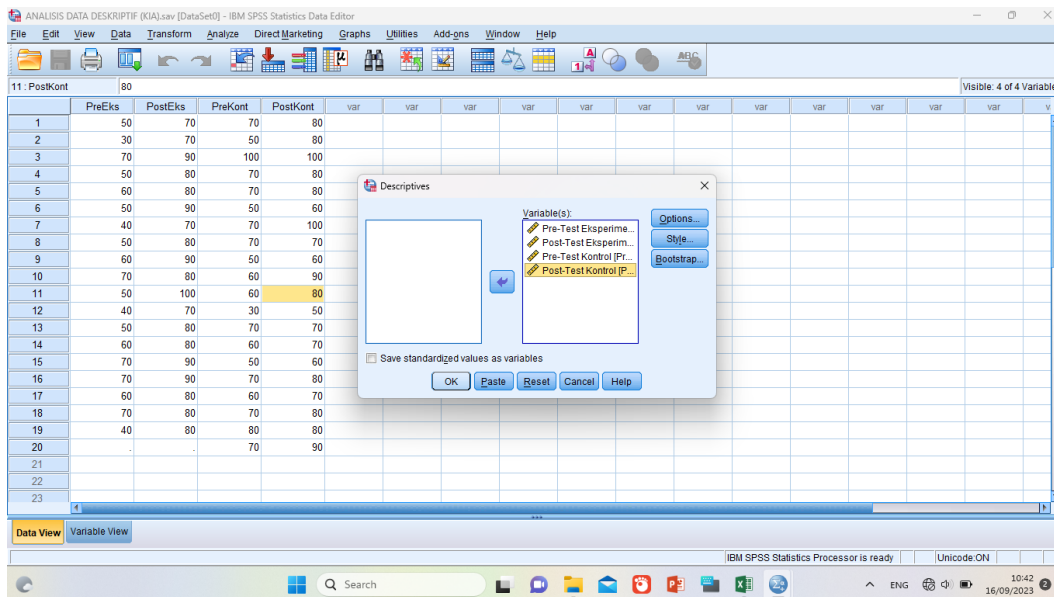 ANALISIS DATA DESKRIPTIF (KIA).sav [DataSet0] - IBM SPSS Statistics Data Editor
File Edit View Data Transform Analyze Direct Marketing Graphs Utilities Add-ons Window Help
11 : PostKont 80 Visible: 4 of 4 Variable
PreEks PostEks PreKont PostKont var var var var var var var var var var var var v
1 50 70 70 80
2 30 70 50 80
3 70 90 100 100
4 50 80 70 80
5 60 80 70 80
6 50 90 50 60
7 40 70 70 100
8 50 80 70 70
9 60 90 50 60
10 70 80 60 90
11 50 100 60 80
12 40 70 30 50
13 50 80 70 70
14 60 80 60 70
15 70 90 50 60
16 70 90 70 80
17 60 80 60 70
18 70 80 70 80
19 40 80 80 80
20 . . 70 90
21
22
23
Descriptives
Variable(s):
Pre-Test Eksperime...
Post-Test Eksperim...
Pre-Test Kontrol [Pr...
Post-Test Kontrol [P...
Options...
Style...
Bootstrap...
Save standardized values as variables
OK Paste Reset Cancel Help
Data View Variable View
IBM SPSS Statistics Processor is ready Unicode:ON
Search
ENG 10:42
16/09/2023 2